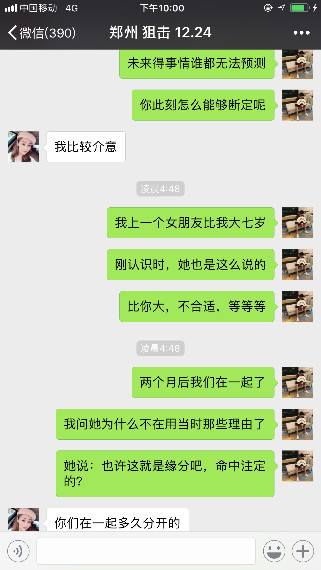 中国移动 4G 下午10:00
微信(390) 郑州 狙击 12.24
未来得事情谁都无法预测
你此刻怎么能够断定呢
我比较介意
凌晨4:48
我上一个女朋友比我大七岁
刚认识时，她也是这么说的
比你大，不合适，等等等
凌晨4:48
两个月后我们在一起了
我问她为什么不在用当时那些理由了
她说：也许这就是缘分吧，命中注定
的？
你们在一起多久分开的